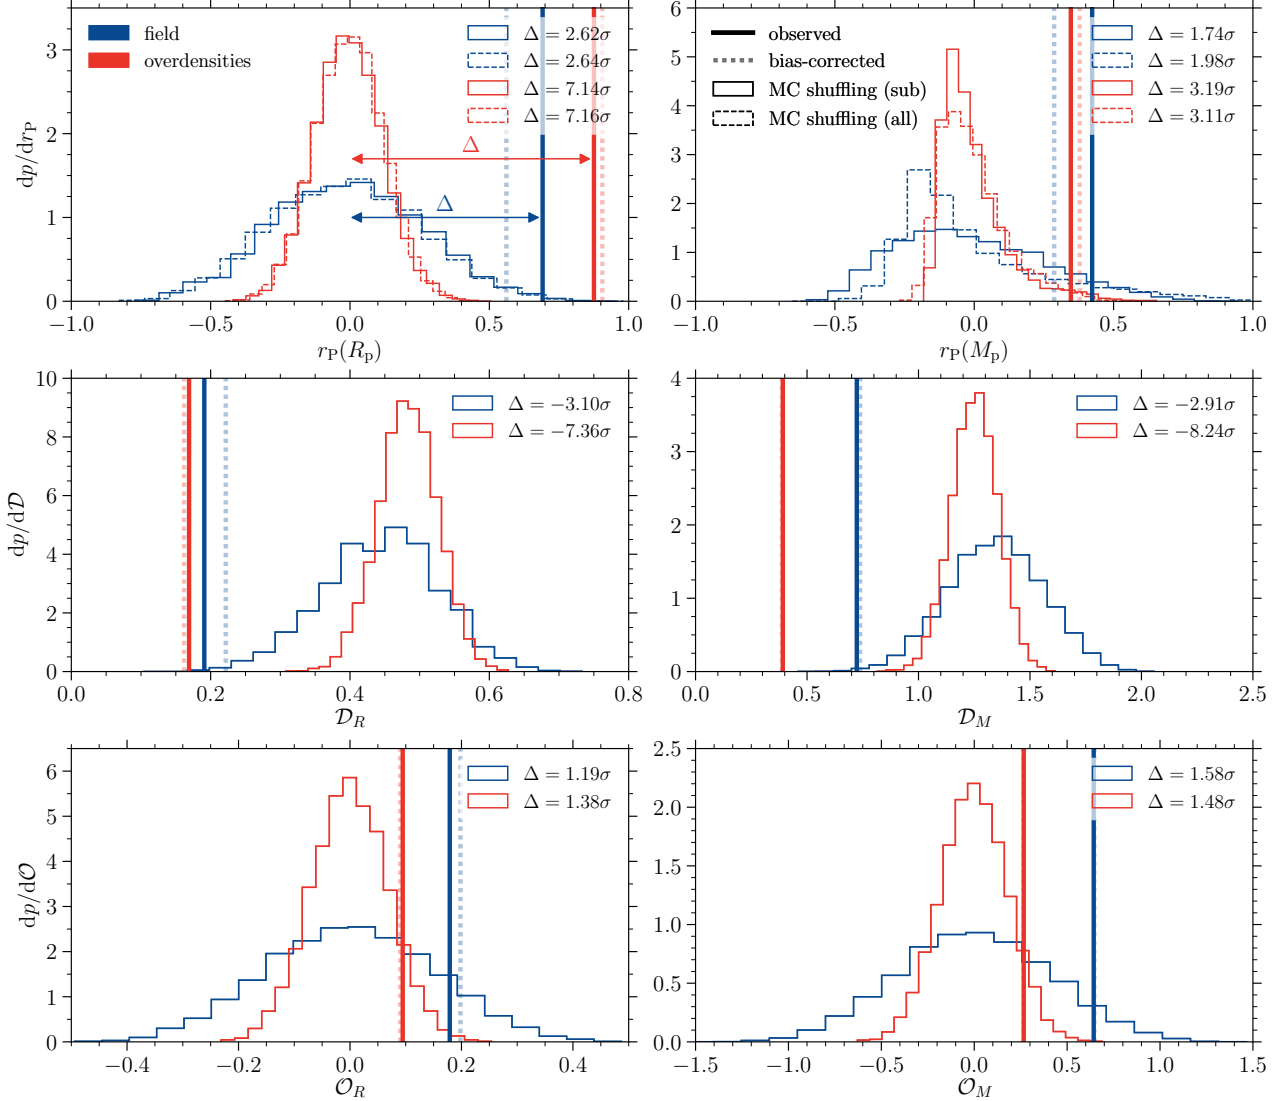 field
overdensities
Δ = 2.62σ
Δ = 2.64σ
Δ = 7.14σ
Δ = 7.16σ
Δ
Δ
dp/dr_P
0
1
2
3
−1.0 −0.5 0.0 0.5 1.0
r_P(R_p)
observed
bias-corrected
MC shuffling (sub)
MC shuffling (all)
Δ = 1.74σ
Δ = 1.98σ
Δ = 3.19σ
Δ = 3.11σ
0
1
2
3
4
5
6
−1.0 −0.5 0.0 0.5 1.0
r_P(M_p)
Δ = −3.10σ
Δ = −7.36σ
dp/d𝒟
0
2
4
6
8
10
0.0 0.2 0.4 0.6 0.8
𝒟_R
Δ = −2.91σ
Δ = −8.24σ
0
1
2
3
4
0.0 0.5 1.0 1.5 2.0 2.5
𝒟_M
Δ = 1.19σ
Δ = 1.38σ
dp/d𝒪
0
1
2
3
4
5
6
−0.4 −0.2 0.0 0.2 0.4
𝒪_R
Δ = 1.58σ
Δ = 1.48σ
0.0
0.5
1.0
1.5
2.0
2.5
−1.5 −1.0 −0.5 0.0 0.5 1.0 1.5
𝒪_M